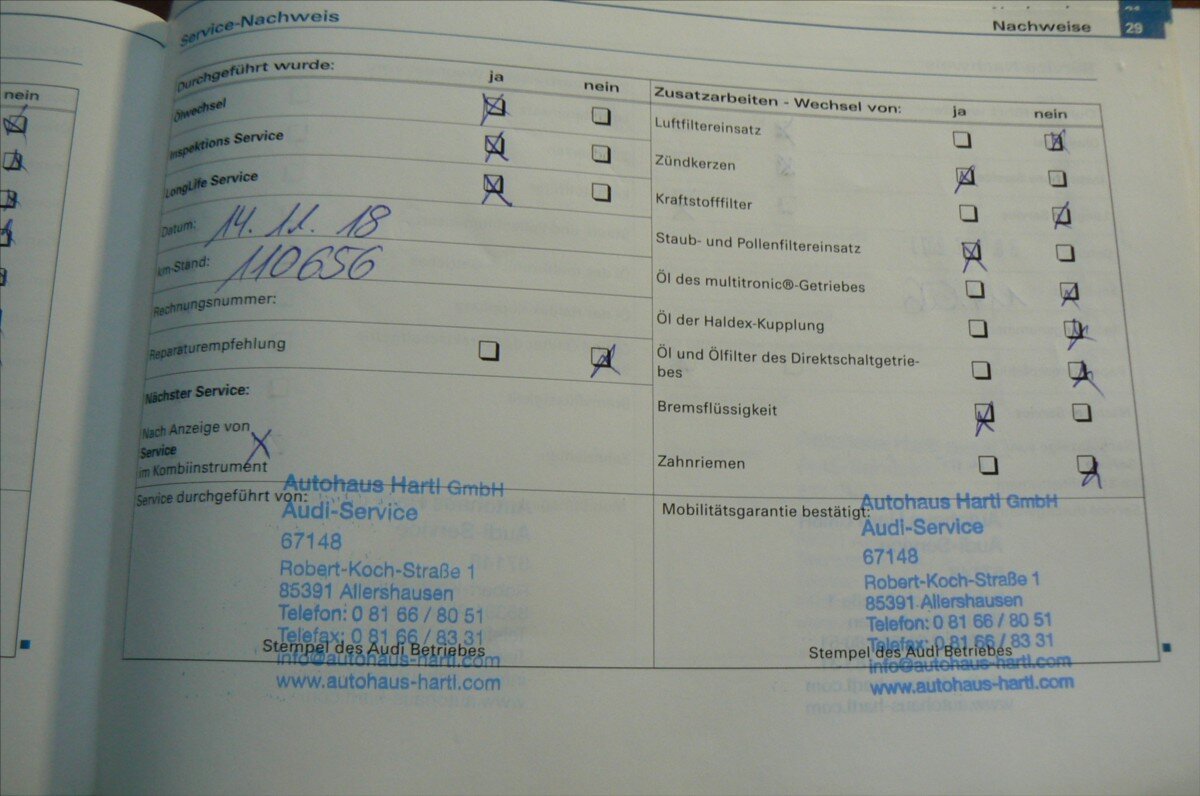 Service-Nachweis
Nachweise 29
nein
Durchgeführt wurde: ja nein
Ölwechsel
Inspektions Service
LongLife Service
Datum: 14.11.18
km-Stand: 110656
Rechnungsnummer:
Reparaturempfehlung
Nächster Service:
Nach Anzeige von
Service
im Kombiinstrument
Zusatzarbeiten - Wechsel von: ja nein
Luftfiltereinsatz
Zündkerzen
Kraftstofffilter
Staub- und Pollenfiltereinsatz
Öl des multitronic®-Getriebes
Öl der Haldex-Kupplung
Öl und Ölfilter des Direktschaltgetrie-
bes
Bremsflüssigkeit
Zahnriemen
Service durchgeführt von:
Autohaus Hartl GmbH
Audi-Service
67148
Robert-Koch-Straße 1
85391 Allershausen
Telefon: 0 81 66 / 80 51
Telefax: 0 81 66 / 83 31
Stempel des Audi Betriebes
info@autohaus-hartl.com
www.autohaus-hartl.com
Mobilitätsgarantie bestätigt:
Autohaus Hartl GmbH
Audi-Service
67148
Robert-Koch-Straße 1
85391 Allershausen
Telefon: 0 81 66 / 80 51
Telefax: 0 81 66 / 83 31
Stempel des Audi Betriebes
info@autohaus-hartl.com
www.autohaus-hartl.com